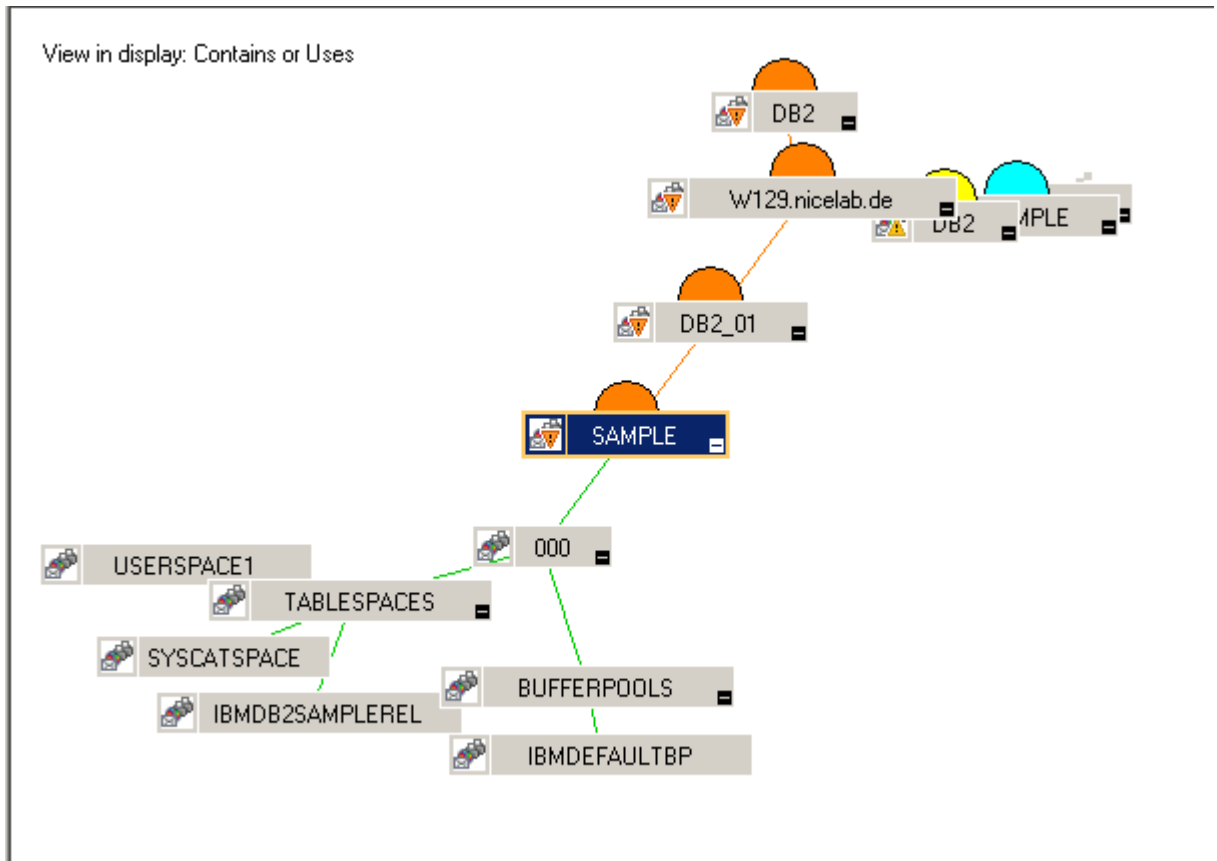 View in display: Contains or Uses
DB2
W129.nicelab.de
DB2
MPLE
DB2_01
SAMPLE
000
USERSPACE1
TABLESPACES
SYSCATSPACE
BUFFERPOOLS
IBMDB2SAMPLEREL
IBMDEFAULTBP